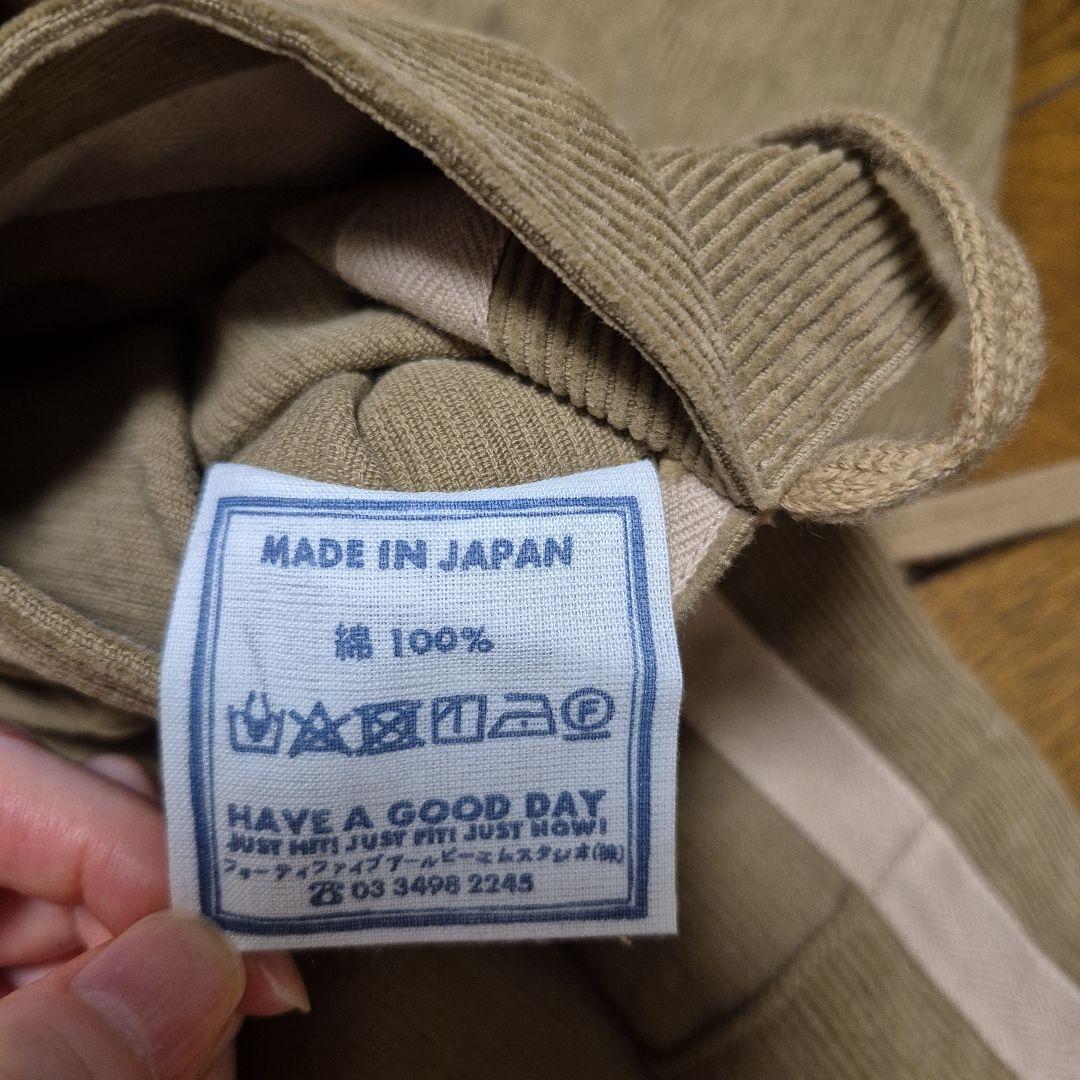 MADE IN JAPAN
綿 100%
F
HAVE A GOOD DAY
JUST HIT! JUST FIT! JUST NOW!
フォーティファイブアールピーエムスタジオ(株)
☎ 03 3498 2245